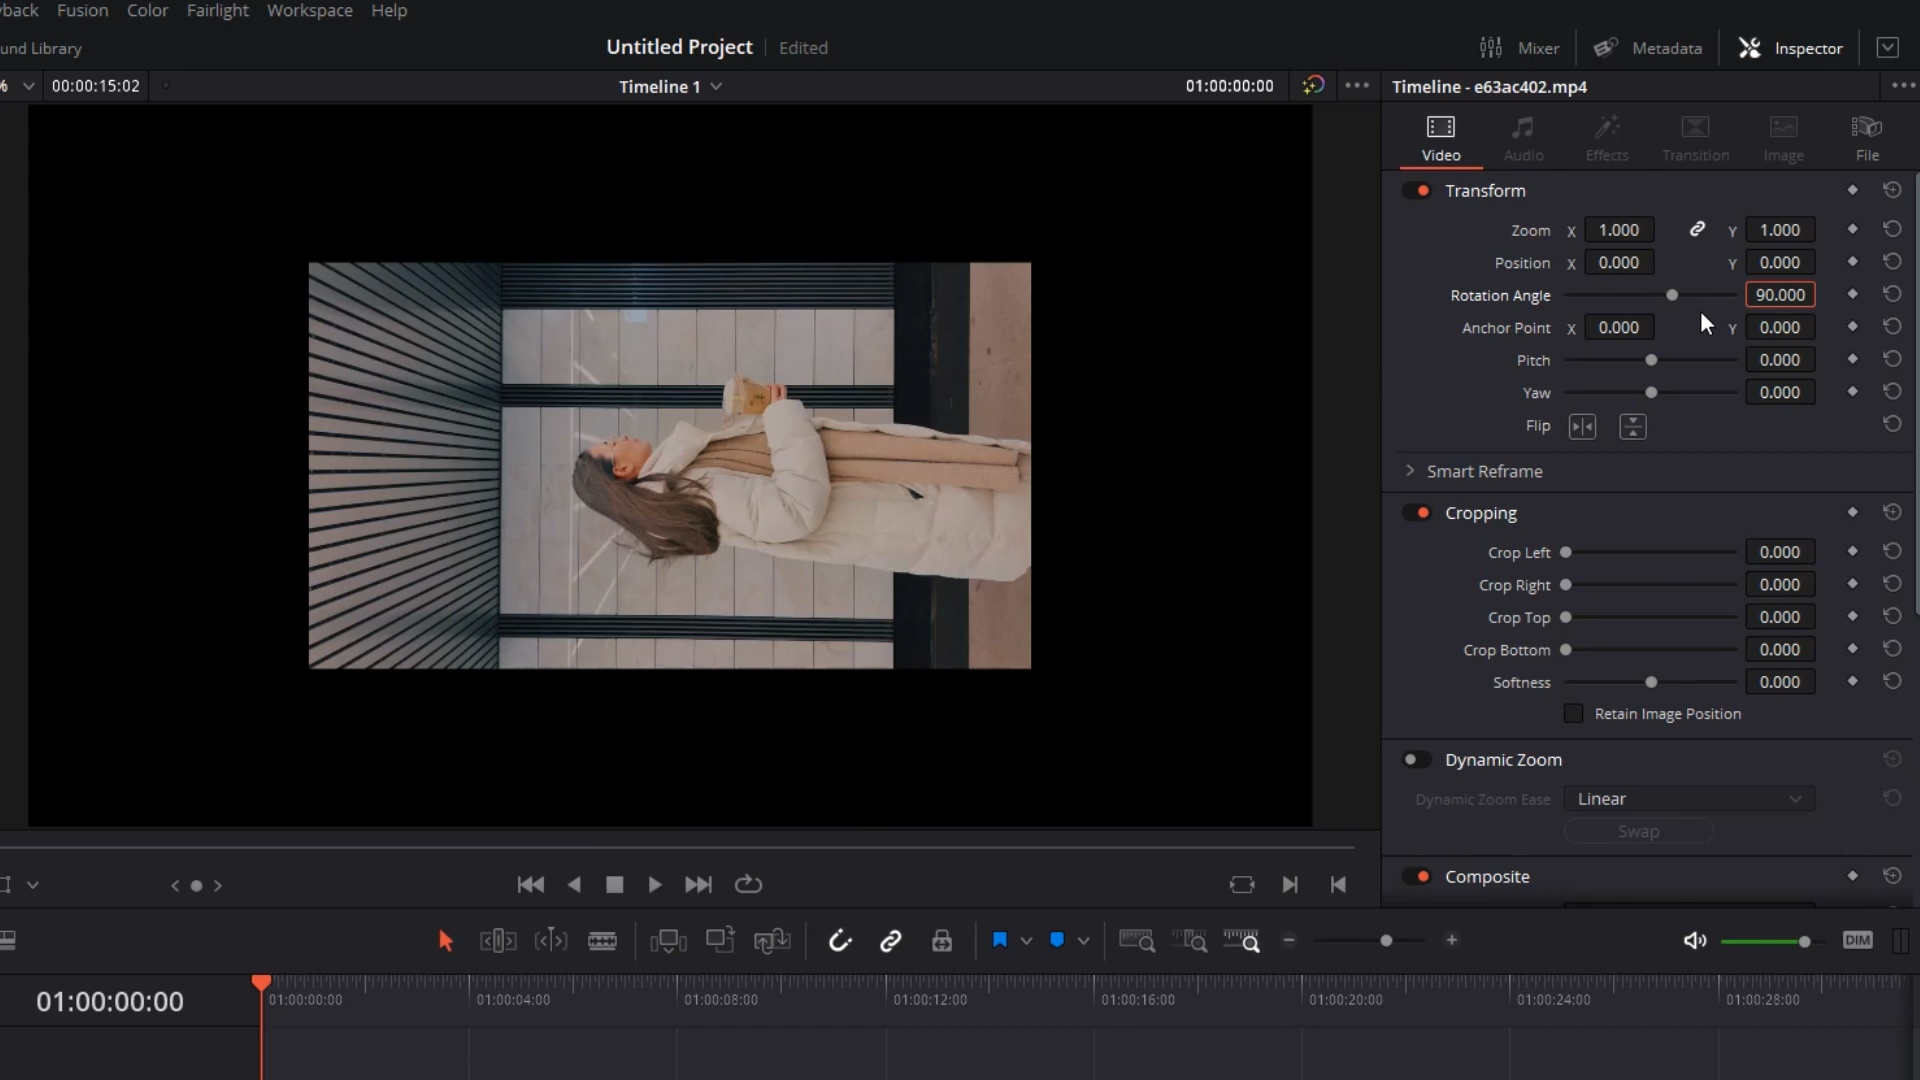 yback Fusion Color Fairlight Workspace Help
und Library
Untitled Project Edited
Mixer Metadata Inspector
% 00:00:15:02 Timeline 1 01:00:00:00
Timeline - e63ac402.mp4
Video Audio Effects Transition Image File
Transform
Zoom X 1.000 Y 1.000
Position X 0.000 Y 0.000
Rotation Angle 90.000
Anchor Point X 0.000 Y 0.000
Pitch 0.000
Yaw 0.000
Flip
Smart Reframe
Cropping
Crop Left 0.000
Crop Right 0.000
Crop Top 0.000
Crop Bottom 0.000
Softness 0.000
Retain Image Position
Dynamic Zoom
Dynamic Zoom Ease Linear
Swap
Composite
DIM
01:00:00:00
01:00:00:00 01:00:04:00 01:00:08:00 01:00:12:00 01:00:16:00 01:00:20:00 01:00:24:00 01:00:28:00